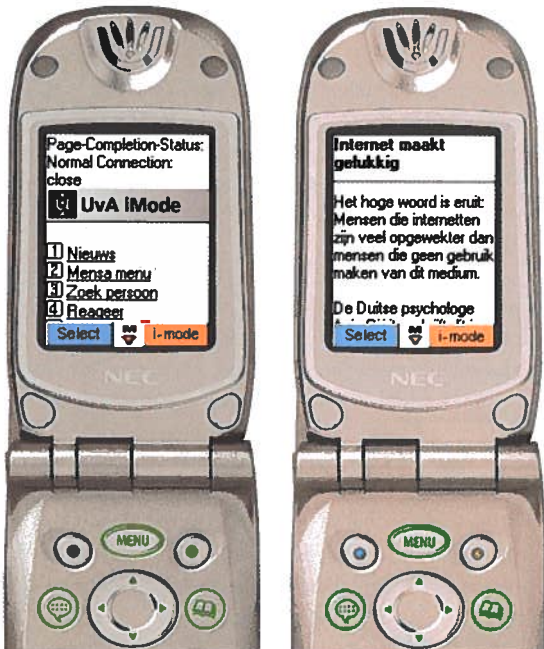 Page-Completion-Status:
Normal Connection:
close
UvA iMode
1 Nieuws
2 Mensa menu
3 Zoek persoon
4 Reageer
Select
i-mode
NEC
MENU
Internet maakt
gelukkig
Het hoge woord is eruit:
Mensen die internetten
zijn veel opgewekter dan
mensen die geen gebruik
maken van dit medium.
De Duitse psychologe
Select
i-mode
NEC
MENU